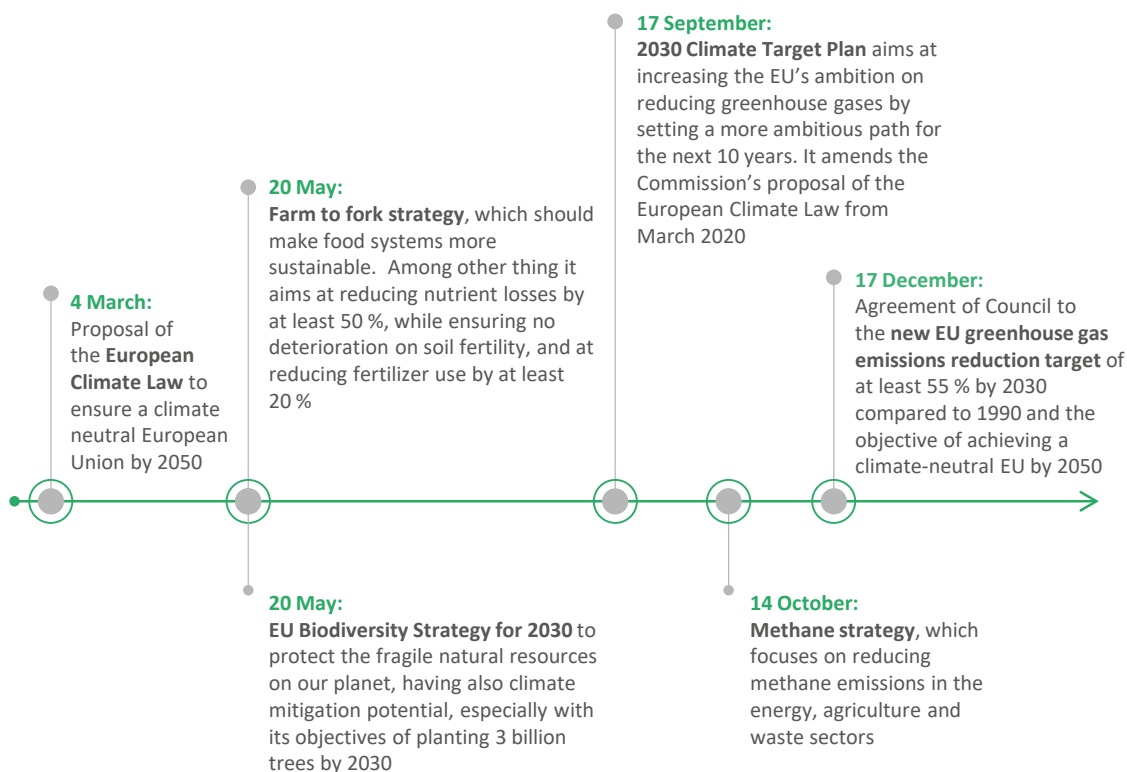 17 September:
2030 Climate Target Plan aims at
increasing the EU's ambition on
reducing greenhouse gases by
setting a more ambitious path for
the next 10 years. It amends the
Commission's proposal of the
European Climate Law from
March 2020
20 May:
Farm to fork strategy, which should
make food systems more
sustainable.  Among other thing it
aims at reducing nutrient losses by
at least 50 %, while ensuring no
deterioration on soil fertility, and at
reducing fertilizer use by at least
20 %
4 March:
Proposal of
the European
Climate Law to
ensure a climate
neutral European
Union by 2050
17 December:
Agreement of Council to
the new EU greenhouse gas
emissions reduction target of
at least 55 % by 2030
compared to 1990 and the
objective of achieving a
climate-neutral EU by 2050
20 May:
EU Biodiversity Strategy for 2030 to
protect the fragile natural resources
on our planet, having also climate
mitigation potential, especially with
its objectives of planting 3 billion
trees by 2030
14 October:
Methane strategy, which
focuses on reducing
methane emissions in the
energy, agriculture and
waste sectors